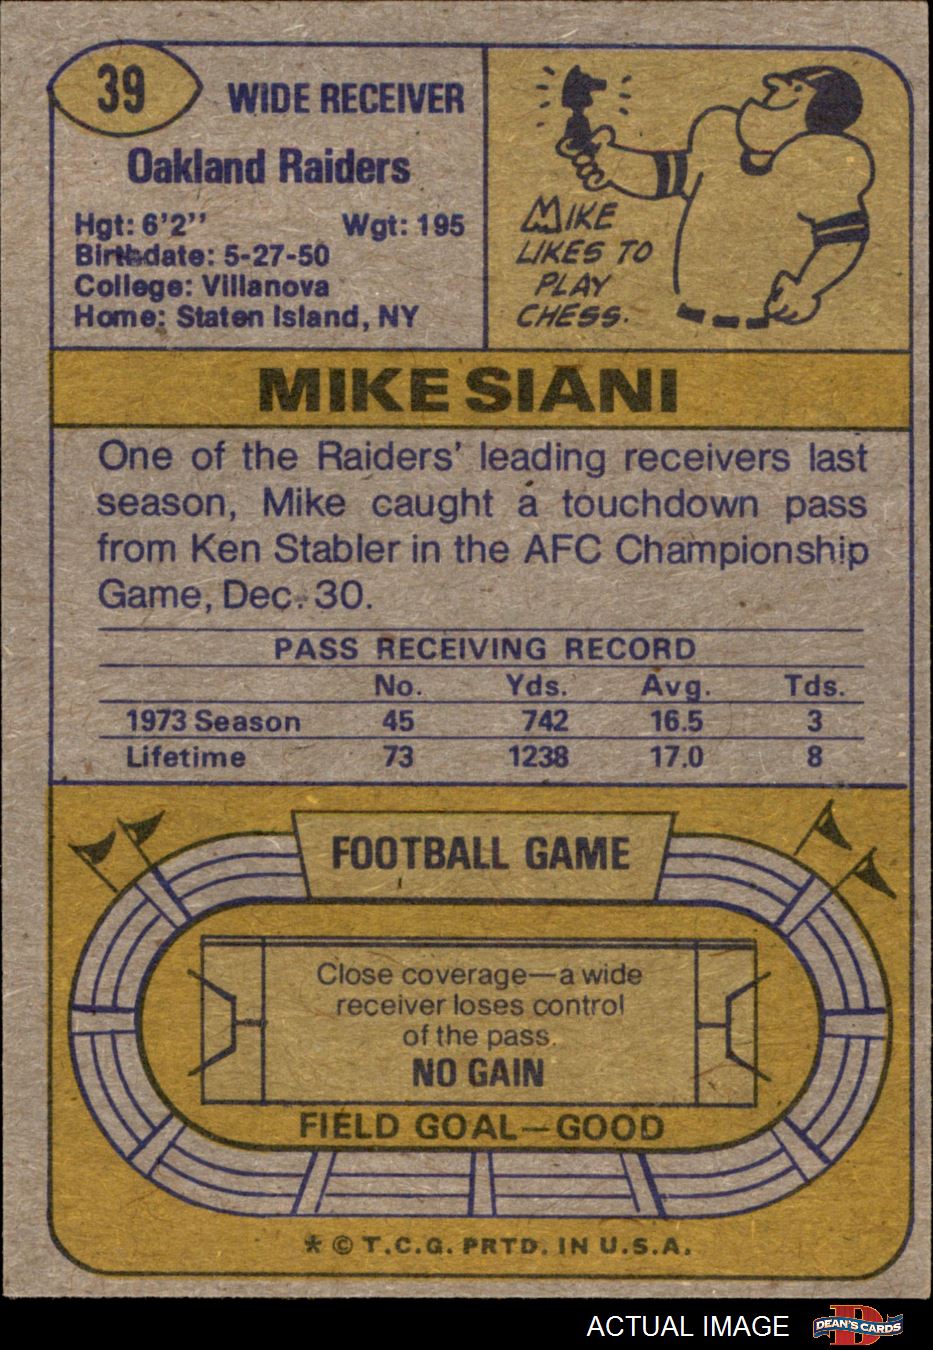 39
WIDE RECEIVER
Oakland Raiders
Hgt: 6'2'' Wgt: 195
Birthdate: 5-27-50
College: Villanova
Home: Staten Island, NY
MIKE
LIKES TO
PLAY
CHESS.
MIKE SIANI
One of the Raiders' leading receivers last
season, Mike caught a touchdown pass
from Ken Stabler in the AFC Championship
Game, Dec. 30.
PASS RECEIVING RECORD
No. Yds. Avg. Tds.
1973 Season 45 742 16.5 3
Lifetime 73 1238 17.0 8
FOOTBALL GAME
Close coverage—a wide
receiver loses control
of the pass.
NO GAIN
FIELD GOAL—GOOD
* © T.C.G. PRTD. IN U.S.A.
ACTUAL IMAGE
DEAN'S CARDS